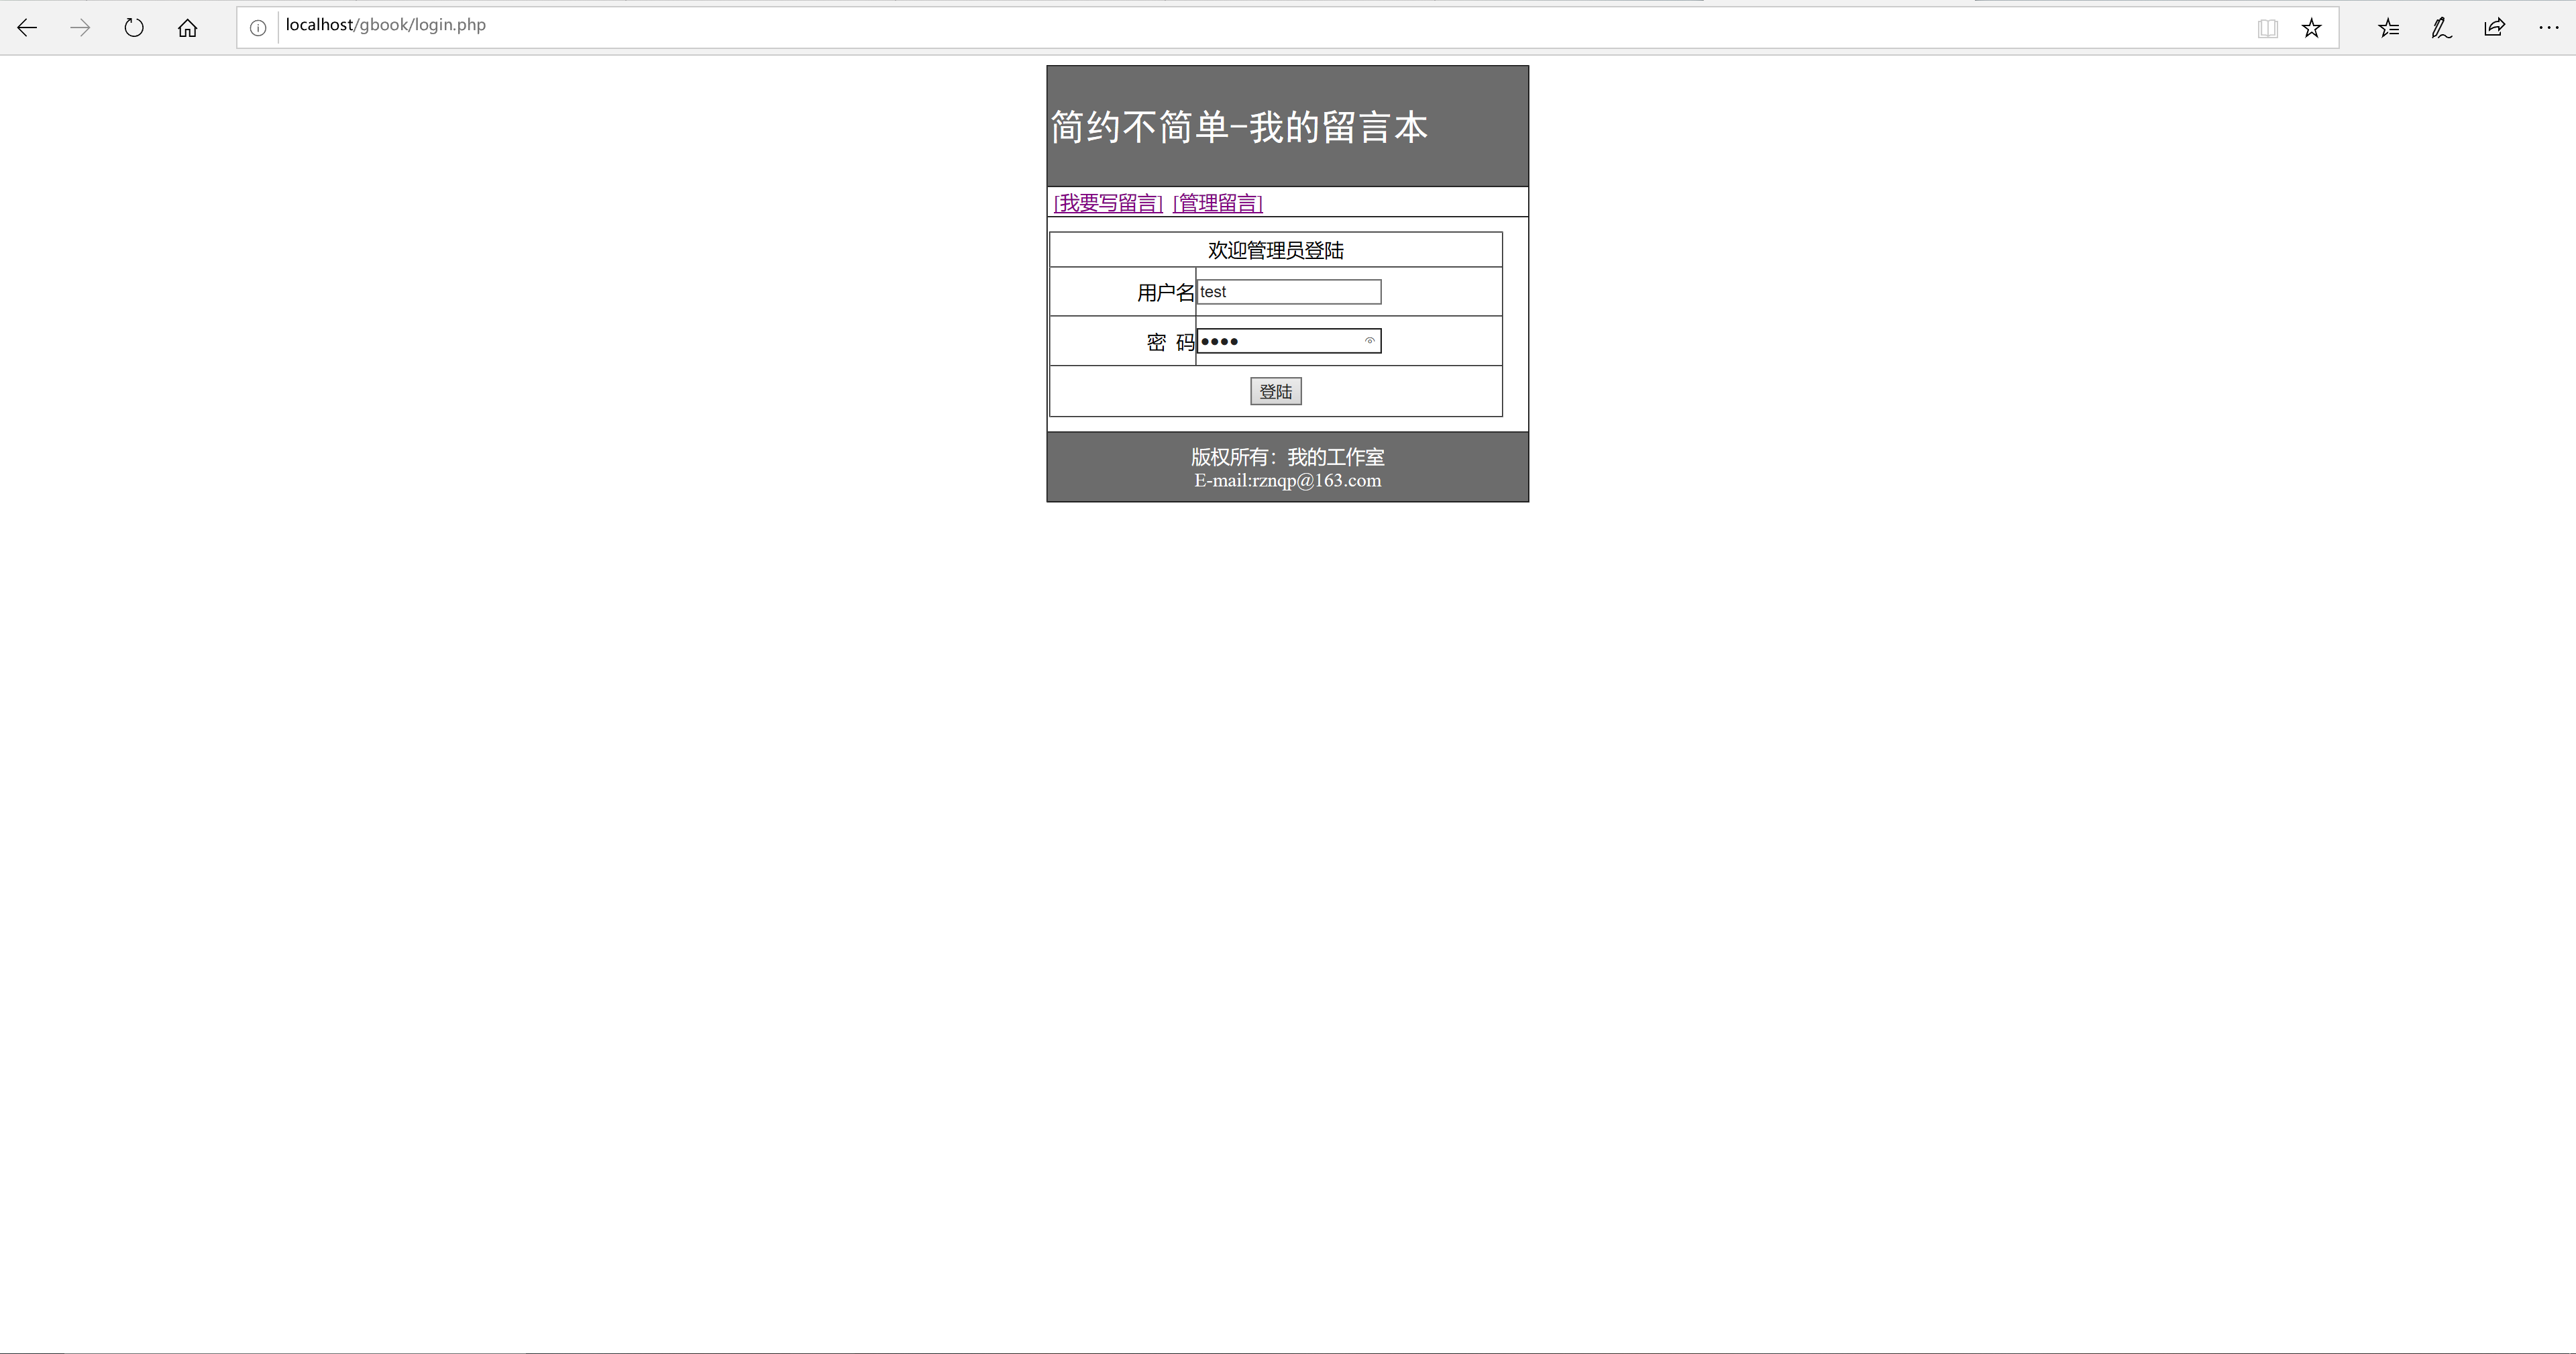 localhost/gbook/login.php
简约不简单-我的留言本
[我要写留言] [管理留言]
欢迎管理员登陆
用户名 test
密 码 ●●●●
登陆
版权所有：我的工作室
E-mail:rznqp@163.com